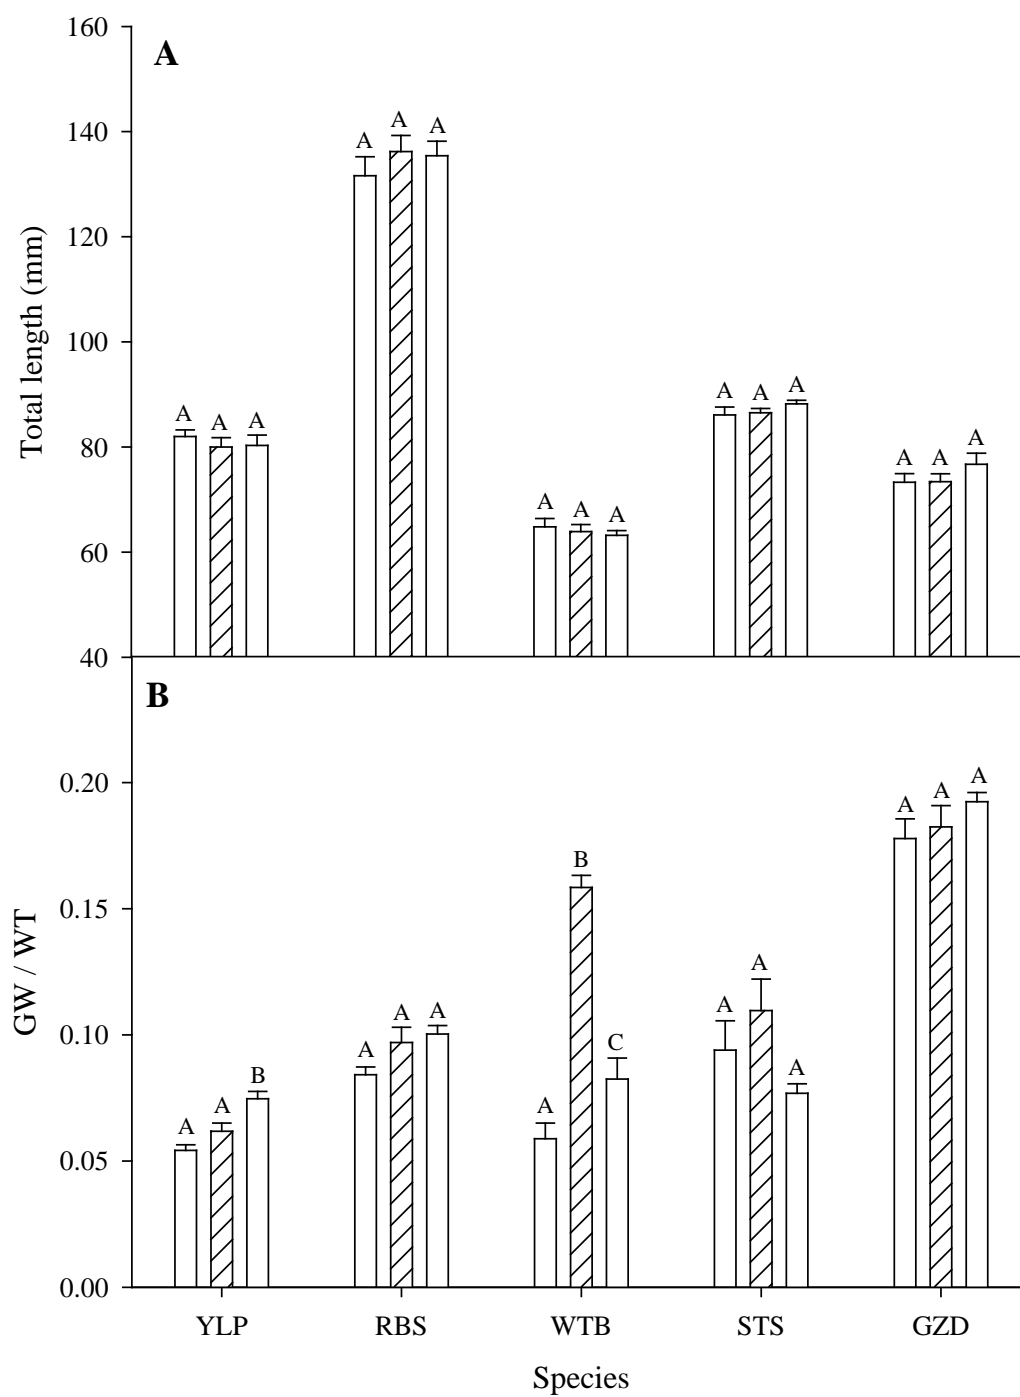 A
160
140
120
100
80
60
40
Total length (mm)
A A A
A A A
A A A
A A A
A A A
B
0.20
0.15
0.10
0.05
0.00
GW / WT
A A B
A A A
A B C
A A A
A A A
YLP RBS WTB STS GZD
Species